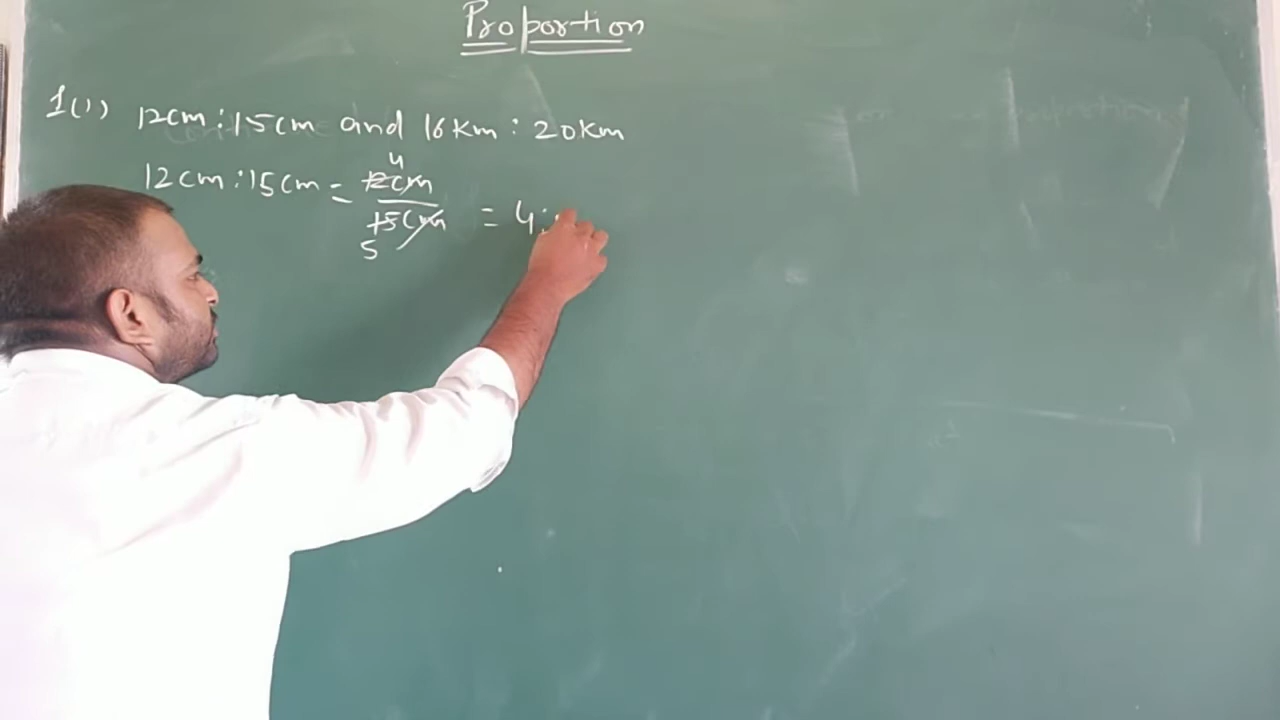 Proportion
1(1) 12cm : 15cm and 16km : 20km
12cm : 15cm = 12cm/15cm = 4 :
4
5